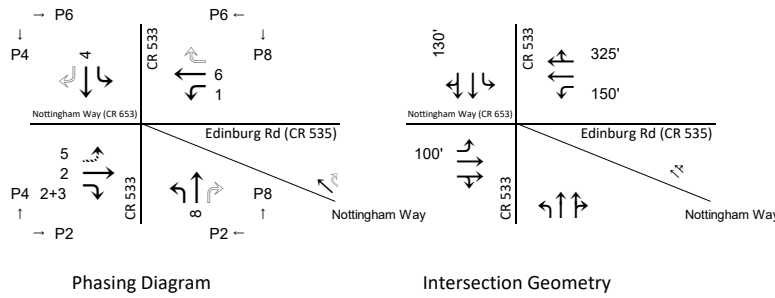 → P6
P6 ←
↓
↓
P4
P8
4
CR 533
6
1
Nottingham Way (CR 653)
Edinburg Rd (CR 535)
5
2
2+3
P4
↑
→ P2
CR 533
8
P8
↑
P2 ←
Nottingham Way
Phasing Diagram
130'
CR 533
325'
150'
Nottingham Way (CR 653)
Edinburg Rd (CR 535)
100'
CR 533
Nottingham Way
Intersection Geometry